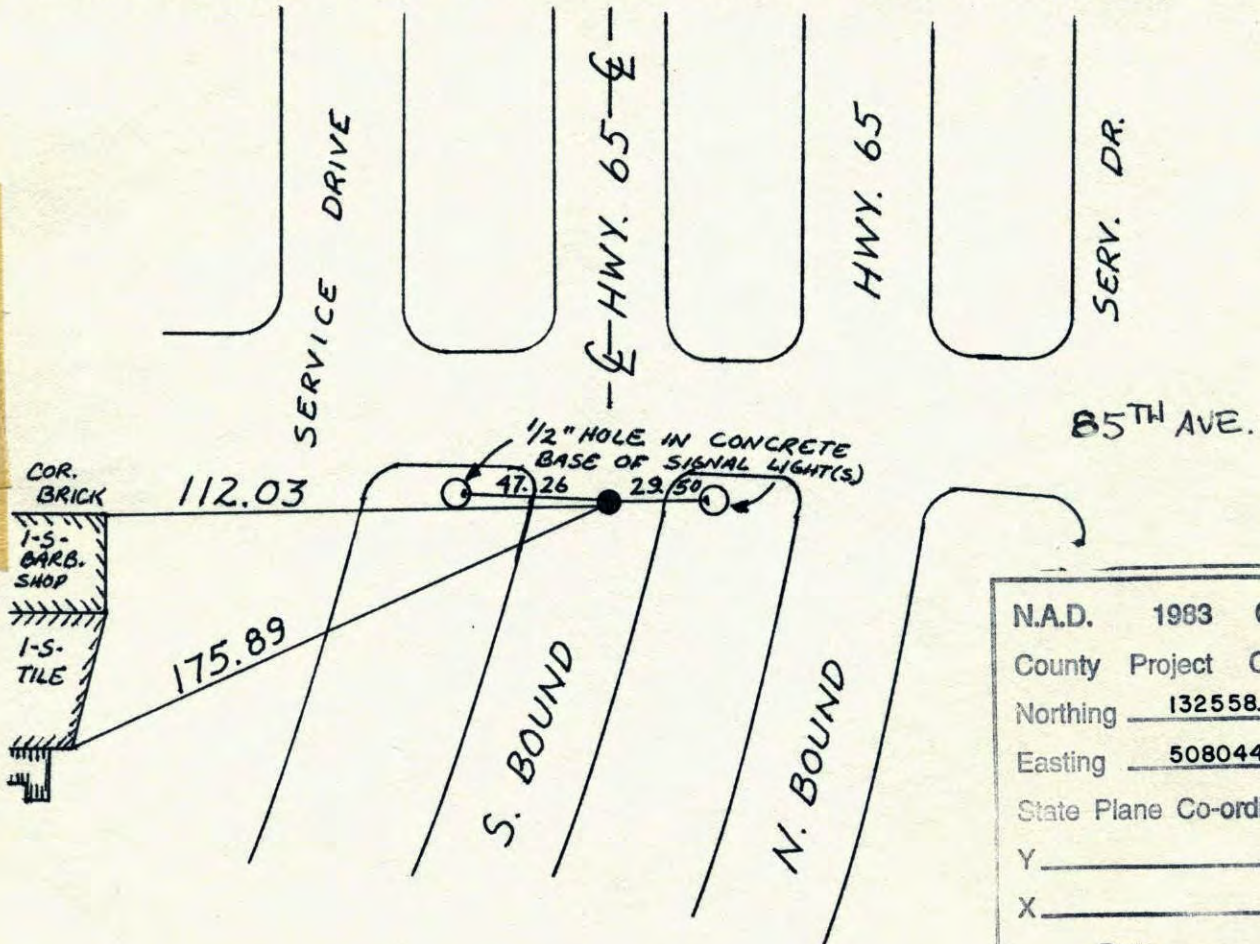 SERVICE DRIVE
℄ HWY. 65 ℄
HWY. 65
SERV. DR.
85TH AVE.
1/2" HOLE IN CONCRETE
BASE OF SIGNAL LIGHT(S)
COR.
BRICK
112.03
47.26
29.50
1-S-
BARB.
SHOP
1-S-
TILE
175.89
S. BOUND
N. BOUND
N.A.D. 1983
County Project
Northing 132558.
Easting 508044
State Plane Co-ord
Y
X